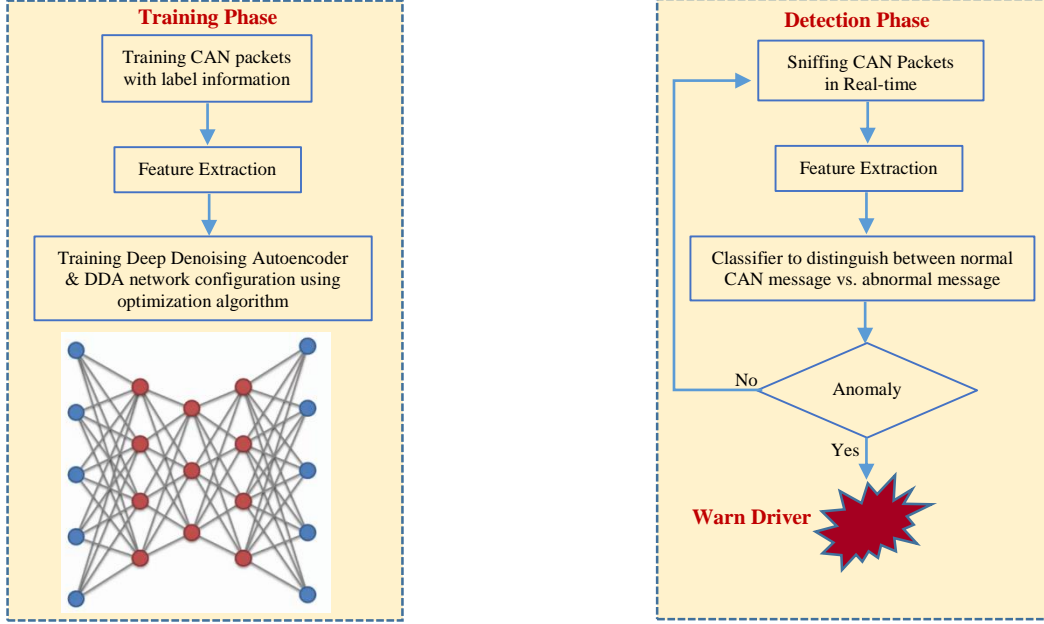 Training Phase
Training CAN packets
with label information
Feature Extraction
Training Deep Denoising Autoencoder
& DDA network configuration using
optimization algorithm
Detection Phase
Sniffing CAN Packets
in Real-time
Feature Extraction
Classifier to distinguish between normal
CAN message vs. abnormal message
No
Anomaly
Yes
Warn Driver